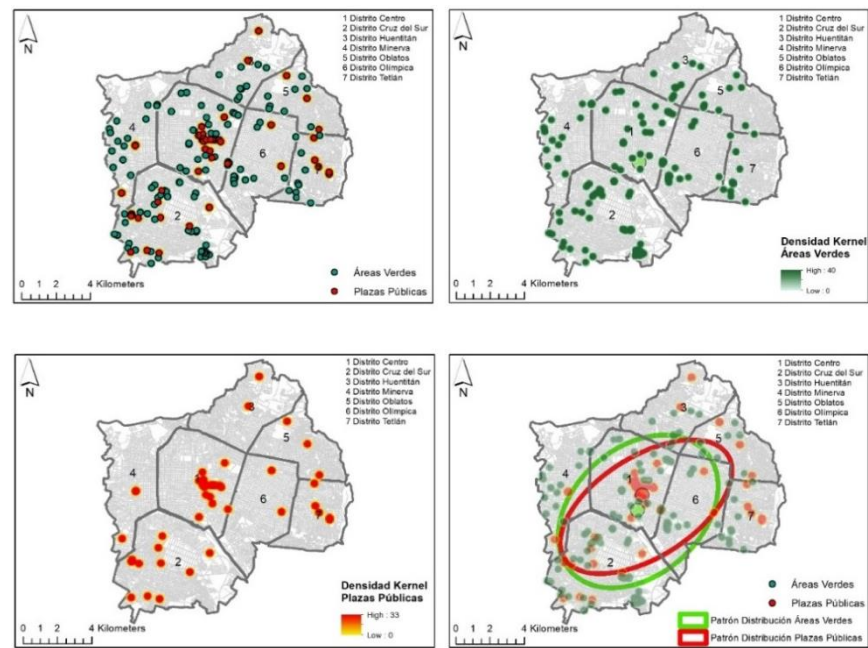 N
1 Distrito Centro
2 Distrito Cruz del Sur
3 Distrito Huentitán
4 Distrito Minerva
5 Distrito Oblatos
6 Distrito Olímpica
7 Distrito Tetlán
5
4
6
2
Áreas Verdes
Plazas Públicas
0 1 2 4 Kilometers
N
1 Distrito Centro
2 Distrito Cruz del Sur
3 Distrito Huentitán
4 Distrito Minerva
5 Distrito Oblatos
6 Distrito Olímpica
7 Distrito Tetlán
3
5
4
1
6
7
2
Densidad Kernel
Áreas Verdes
High : 40
Low : 0
0 1 2 4 Kilometers
N
1 Distrito Centro
2 Distrito Cruz del Sur
3 Distrito Huentitán
4 Distrito Minerva
5 Distrito Oblatos
6 Distrito Olímpica
7 Distrito Tetlán
5
4
6
2
Densidad Kernel
Plazas Públicas
High : 33
Low : 0
0 1 2 4 Kilometers
N
1 Distrito Centro
2 Distrito Cruz del Sur
3 Distrito Huentitán
4 Distrito Minerva
5 Distrito Oblatos
6 Distrito Olímpica
7 Distrito Tetlán
3
5
4
1
6
7
2
Áreas Verdes
Plazas Públicas
Patrón Distribución Áreas Verdes
Patrón Distribución Plazas Públicas
0 1 2 4 Kilometers